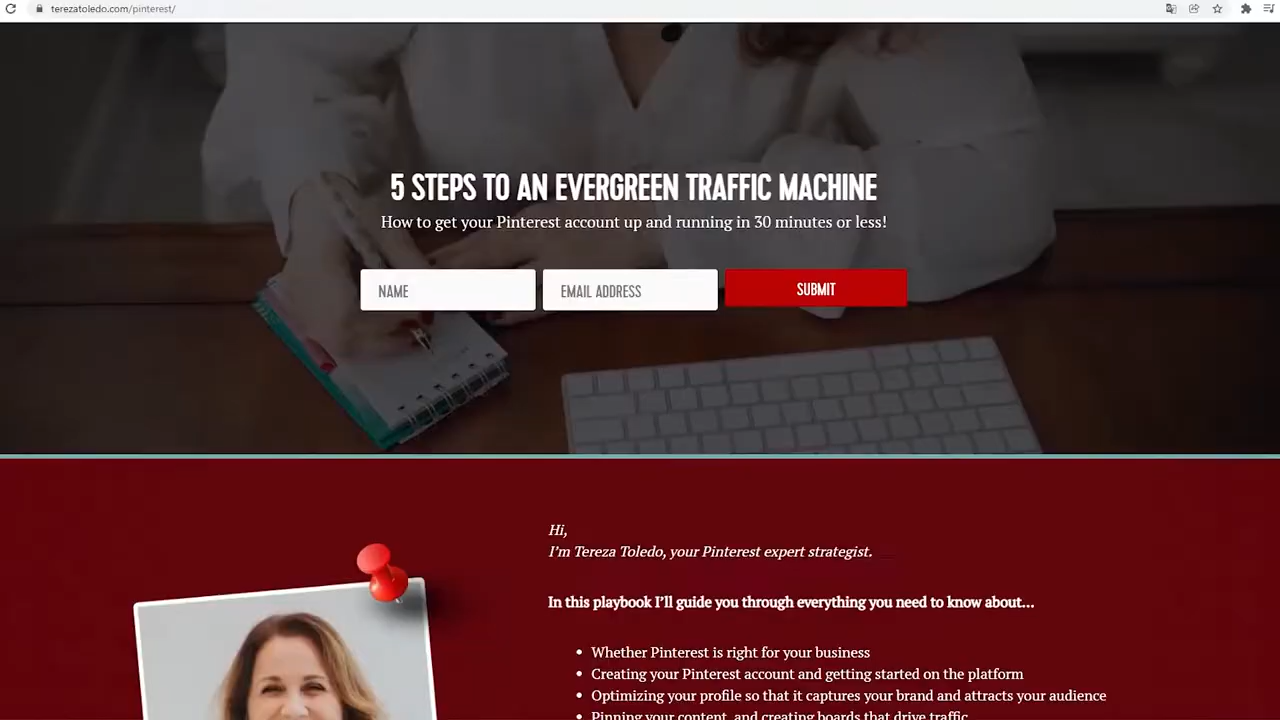 terezatoledo.com/pinterest/
5 STEPS TO AN EVERGREEN TRAFFIC MACHINE
How to get your Pinterest account up and running in 30 minutes or less!
NAME
EMAIL ADDRESS
SUBMIT
Hi,
I'm Tereza Toledo, your Pinterest expert strategist.
In this playbook I'll guide you through everything you need to know about...
• Whether Pinterest is right for your business
• Creating your Pinterest account and getting started on the platform
• Optimizing your profile so that it captures your brand and attracts your audience
• Pinning your content, and creating boards that drive traffic